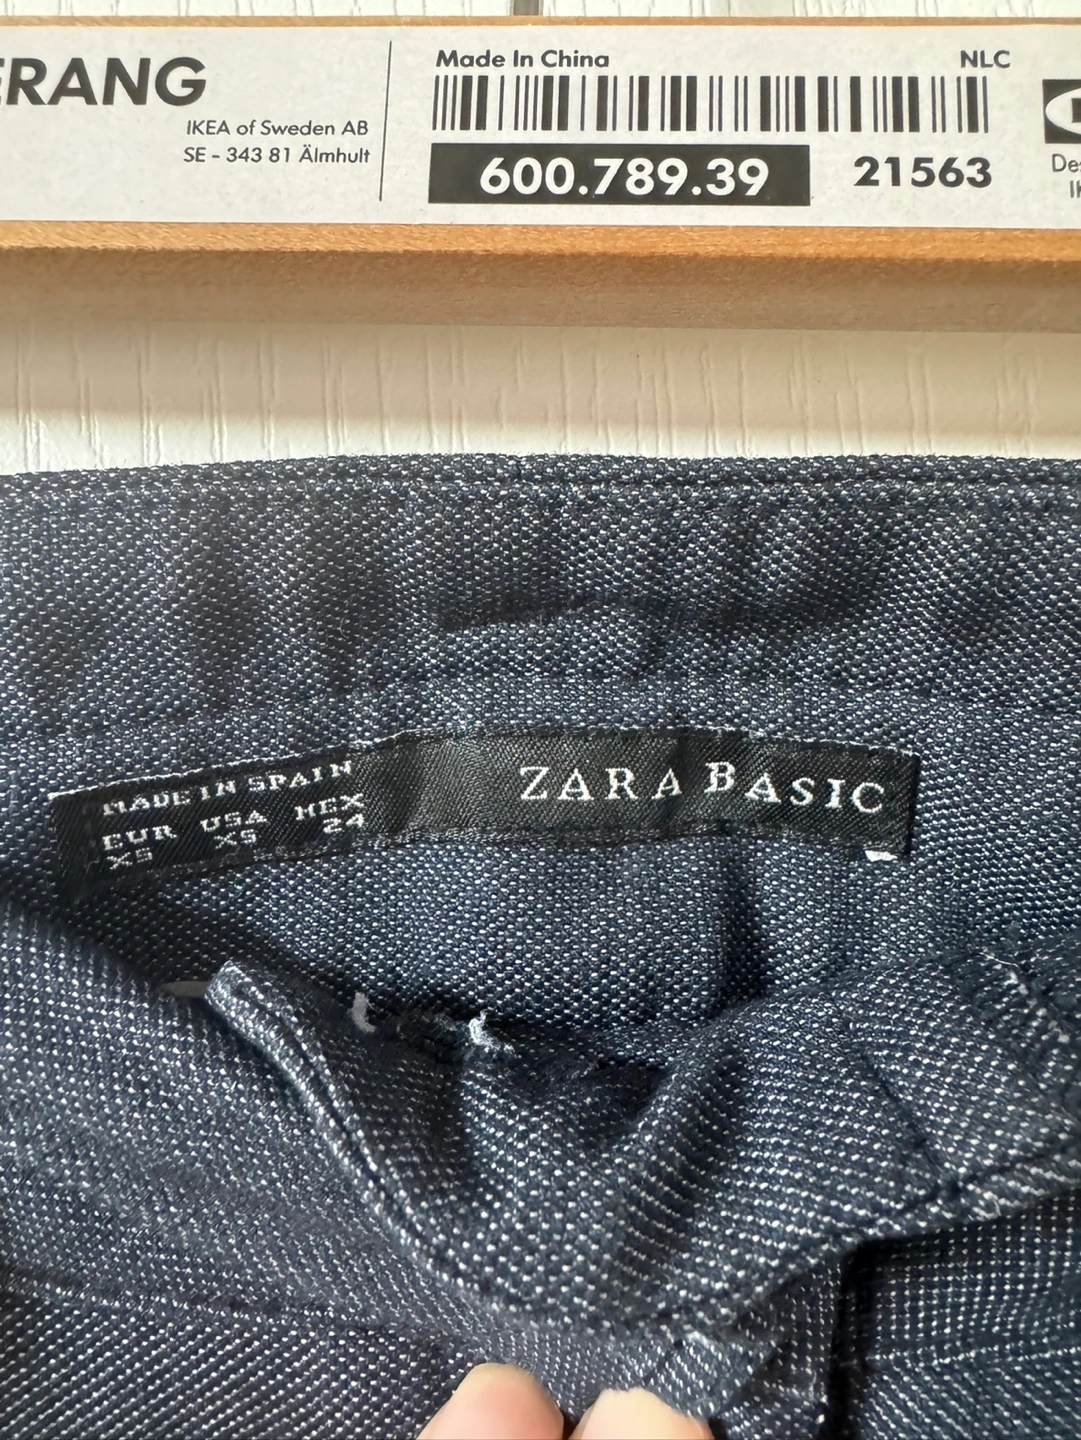 ERANG
IKEA of Sweden AB
SE - 343 81 Älmhult
Made In China
NLC
600.789.39
21563
MADE IN SPAIN
EUR USA MEX
XS XS 24
ZARA BASIC